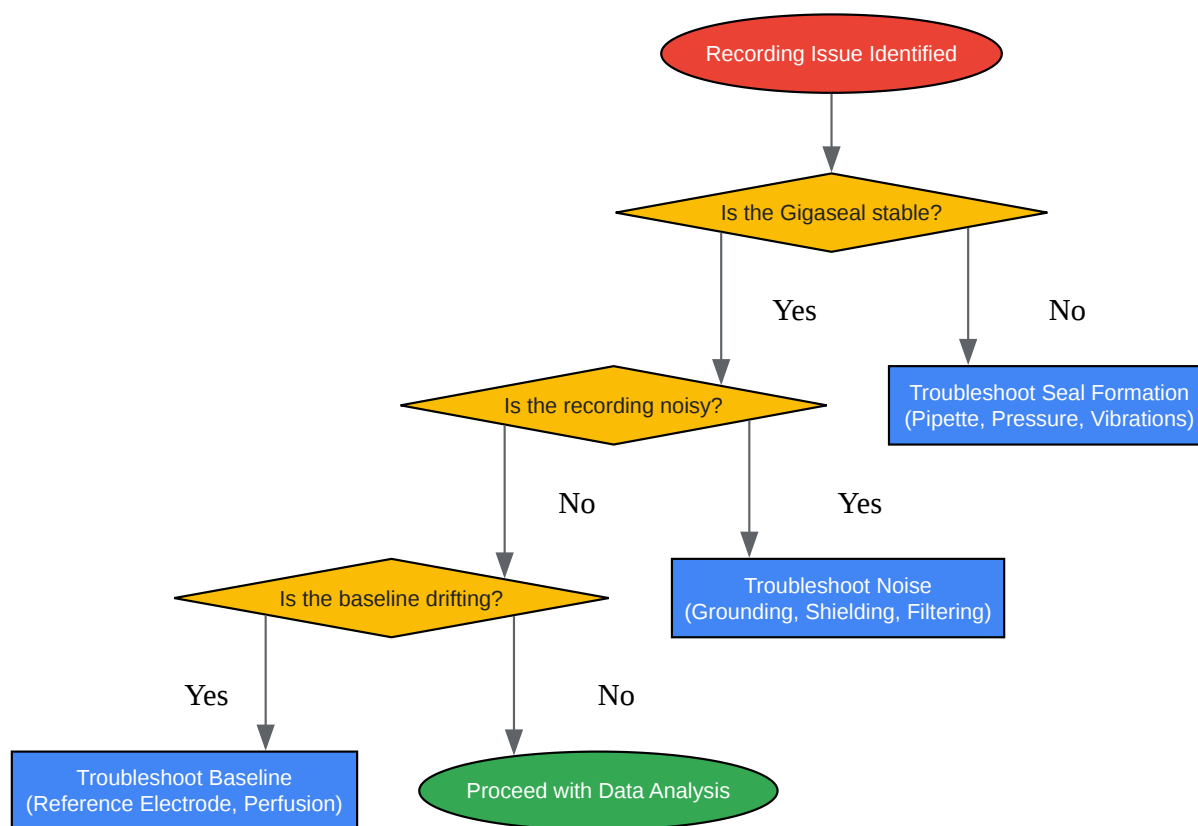 Recording Issue Identified
Is the Gigaseal stable?
Yes
No
Is the recording noisy?
Troubleshoot Seal Formation
(Pipette, Pressure, Vibrations)
No
Yes
Is the baseline drifting?
Troubleshoot Noise
(Grounding, Shielding, Filtering)
Yes
No
Troubleshoot Baseline
(Reference Electrode, Perfusion)
Proceed with Data Analysis